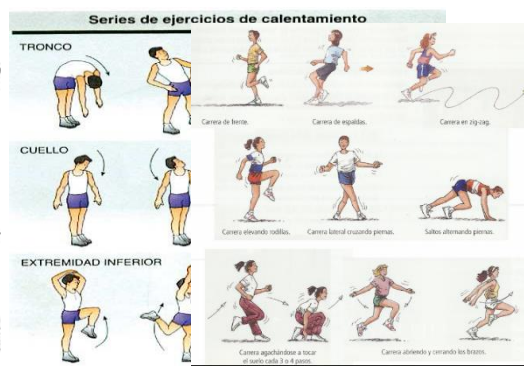 Series de ejercicios de calentamiento
TRONCO
Carrera de frente.
Carrera de espaldas.
Carrera en zig-zag.
CUELLO
Carrera elevando rodillas.
Carrera lateral cruzando piernas.
Saltos alternando piernas.
EXTREMIDAD INFERIOR
Carrera agachándose a tocar
el suelo cada 3 o 4 pasos.
Carrera abriendo y cerrando los brazos.